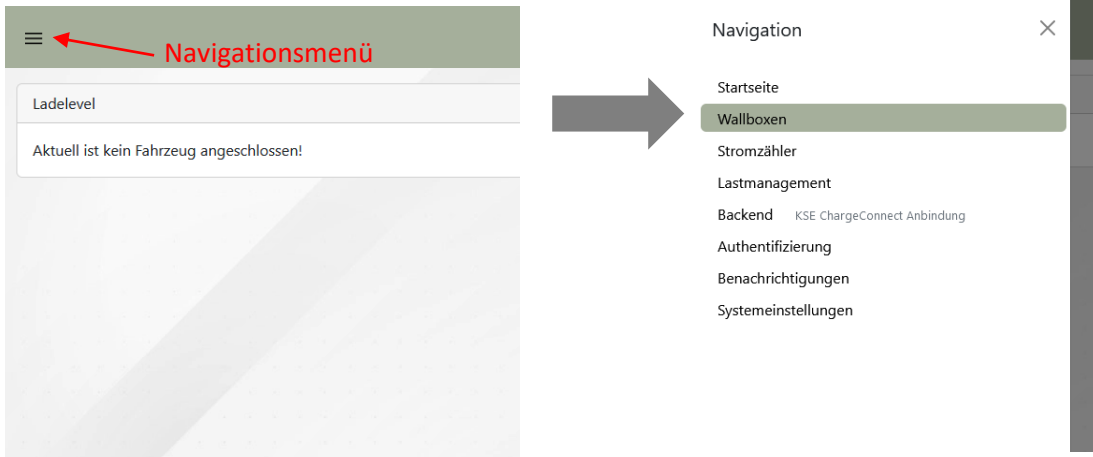 Navigationsmenü
Ladelevel
Aktuell ist kein Fahrzeug angeschlossen!
Navigation
Startseite
Wallboxen
Stromzähler
Lastmanagement
Backend KSE ChargeConnect Anbindung
Authentifizierung
Benachrichtigungen
Systemeinstellungen